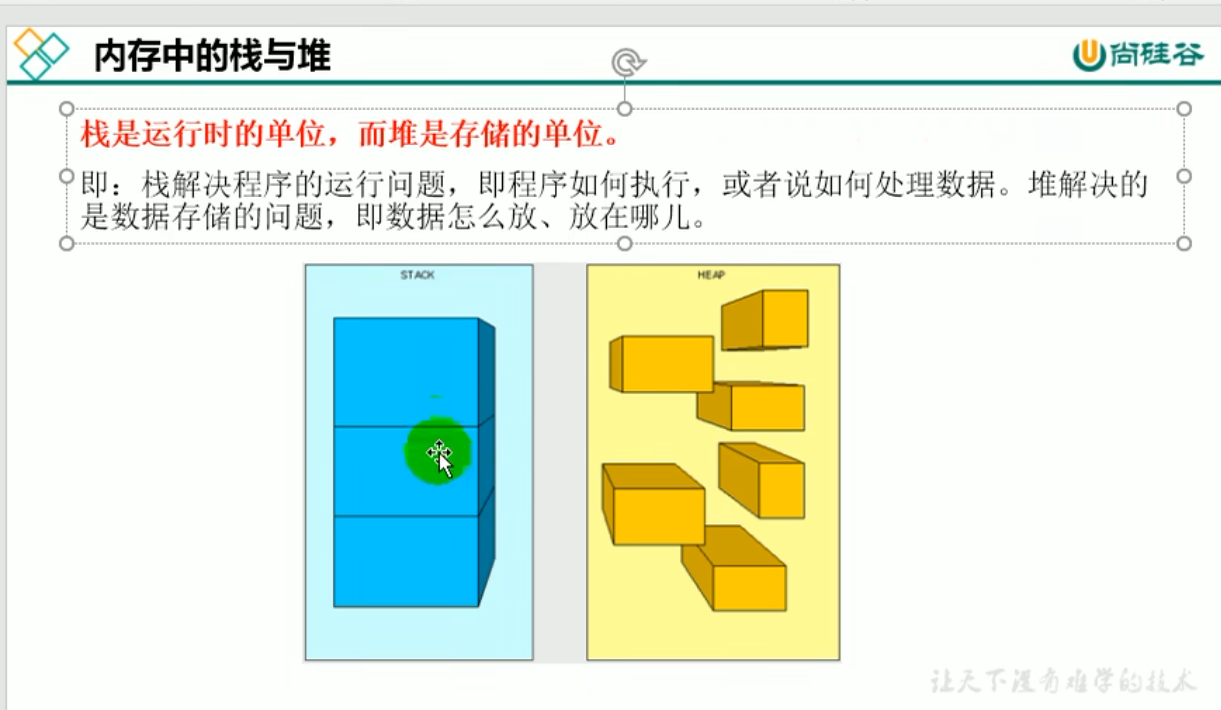 内存中的栈与堆
尚硅谷
栈是运行时的单位，而堆是存储的单位。
即：栈解决程序的运行问题，即程序如何执行，或者说如何处理数据。堆解决的
是数据存储的问题，即数据怎么放、放在哪儿。
STACK
HEAP
让天下没有难学的技术